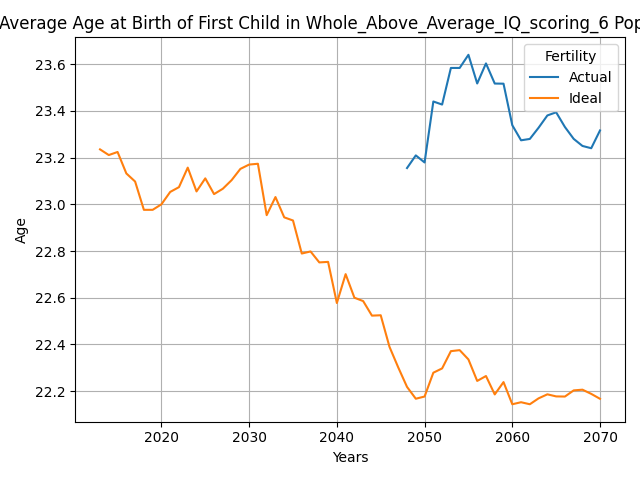 Average Age at Birth of First Child in Whole_Above_Average_IQ_scoring_6 Pop
Fertility
Actual
Ideal
23.6
23.4
23.2
23.0
22.8
22.6
22.4
22.2
Age
2020 2030 2040 2050 2060 2070
Years